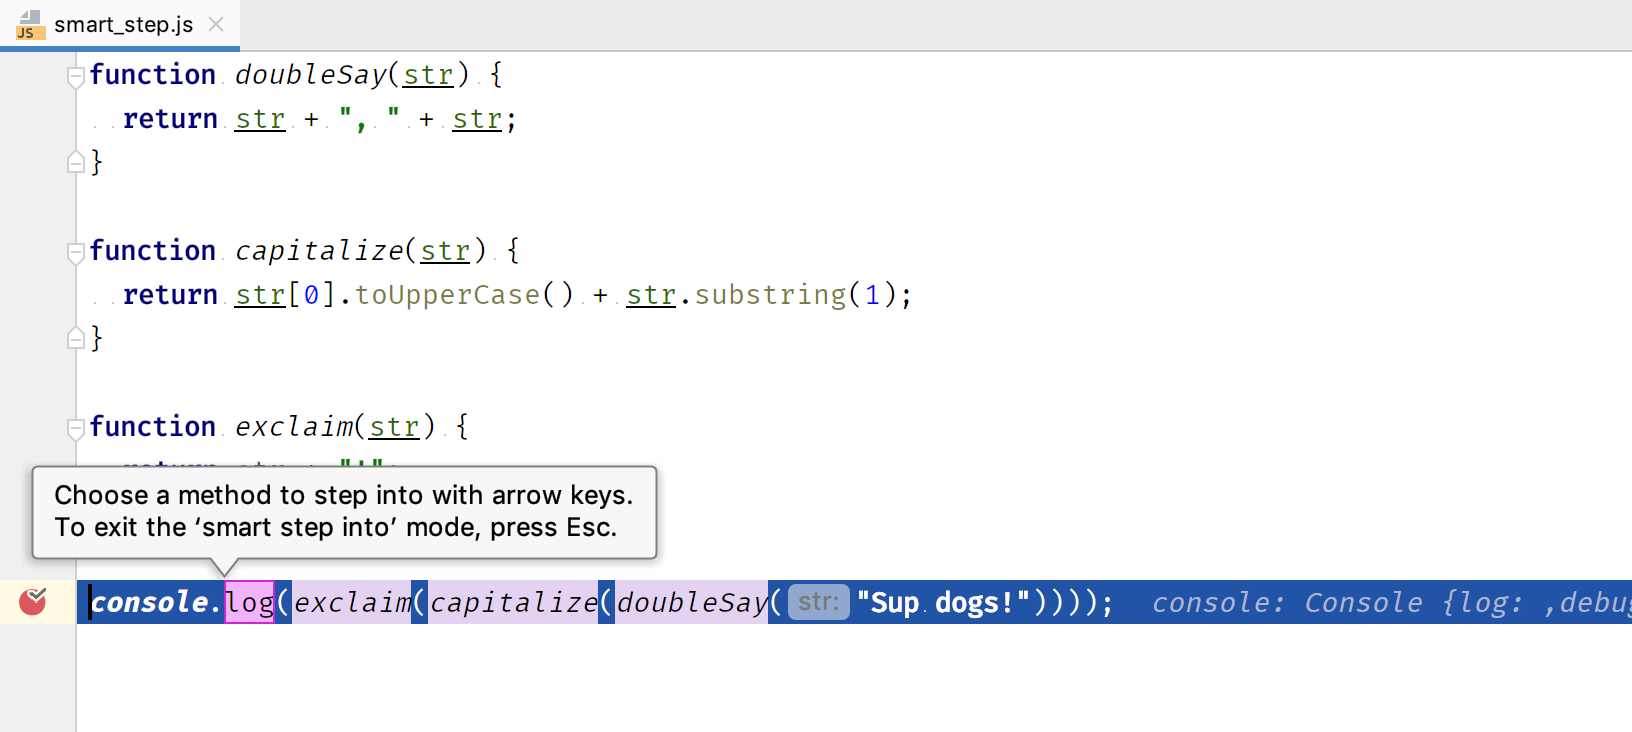 smart_step.js
JS
function doubleSay(str) {
return str + ", " + str;
}
function capitalize(str) {
return str[0].toUpperCase() + str.substring(1);
}
function exclaim(str) {
Choose a method to step into with arrow keys.
To exit the ‘smart step into’ mode, press Esc.
console.log(exclaim(capitalize(doubleSay( str: "Sup dogs!")))); console: Console {log: ,debug